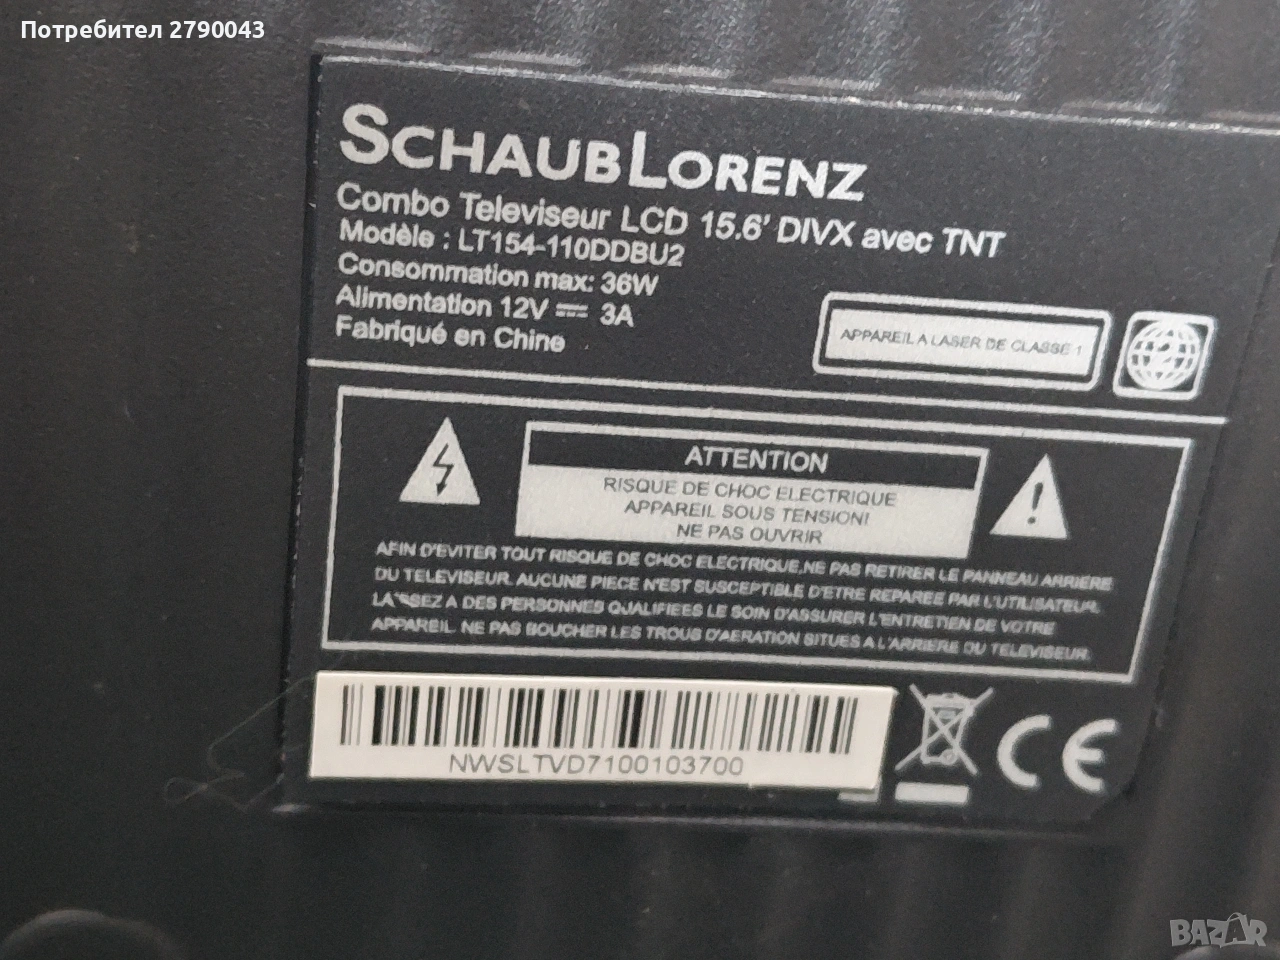 Потребител 2790043
SCHAUBLORENZ
Combo Televiseur LCD 15.6' DIVX avec TNT
Modèle : LT154-110DDBU2
Consommation max: 36W
Alimentation 12V ⎓ 3A
Fabriqué en Chine
APPAREIL A LASER DE CLASSE 1
2
ATTENTION
RISQUE DE CHOC ELECTRIQUE
APPAREIL SOUS TENSION!
NE PAS OUVRIR
AFIN D'EVITER TOUT RISQUE DE CHOC ELECTRIQUE,NE PAS RETIRER LE PANNEAU ARRIERE
DU TELEVISEUR. AUCUNE PIECE N'EST SUSCEPTIBLE D'ETRE REPAREE PAR L'UTILISATEUR.
LAISSEZ A DES PERSONNES QUALIFIEES LE SOIN D'ASSURER L'ENTRETIEN DE VOTRE
APPAREIL. NE PAS BOUCHER LES TROUS D'AERATION SITUES A L'ARRIERE DU TELEVISEUR.
NWSLTVD7100103700
CE
BAZAR